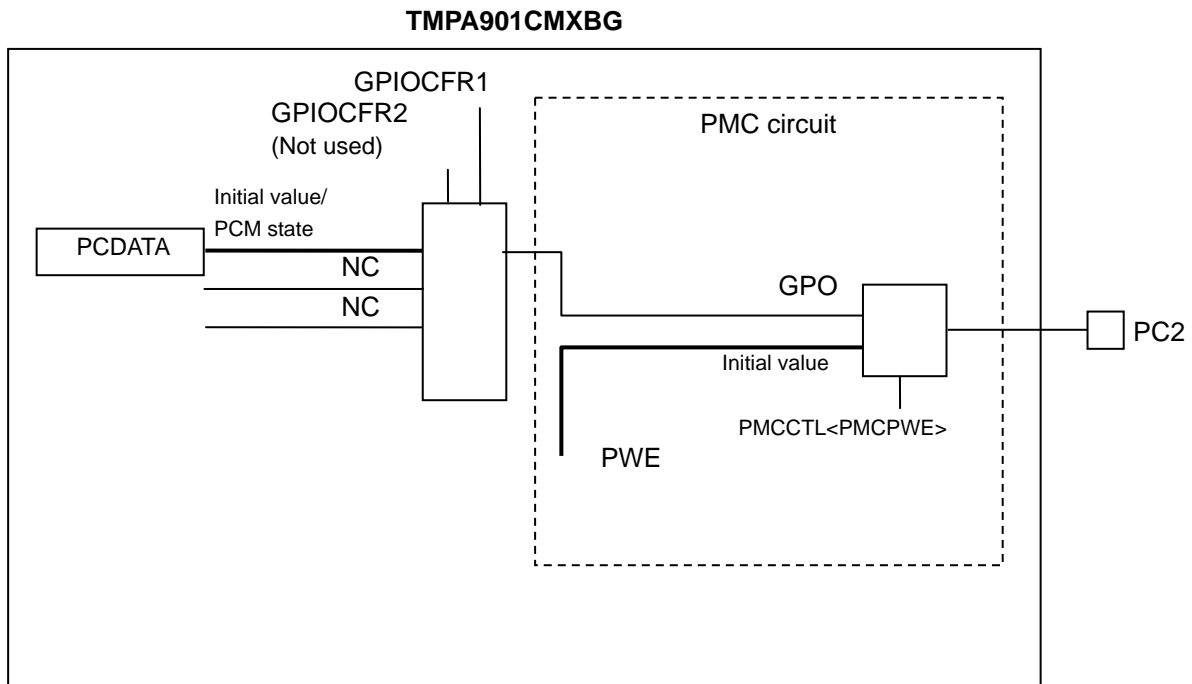 TMPA901CMXBG
GPIOCFR1
GPIOCFR2
(Not used)
PMC circuit
Initial value/
PCM state
PCDATA
NC
NC
GPO
PC2
Initial value
PMCCTL<PMCPWE>
PWE